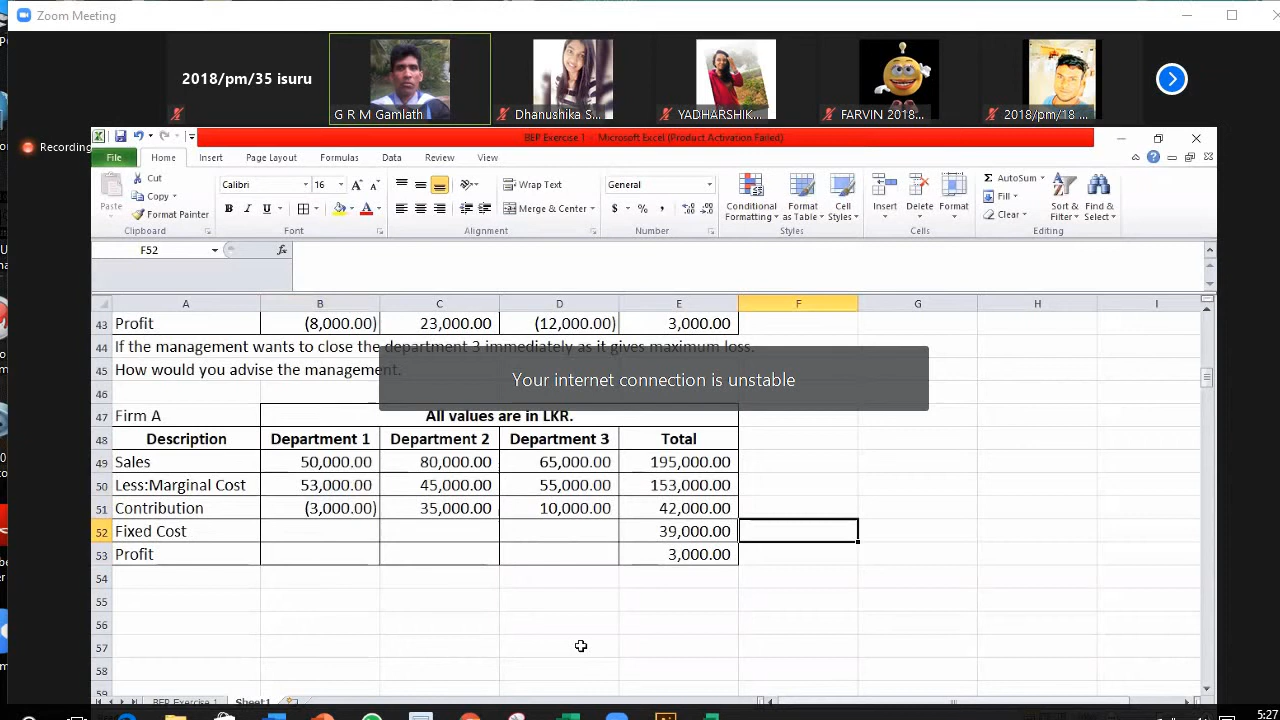 Zoom Meeting
2018/pm/35 isuru
G R M Gamlath
Dhanushika S...
YADHARSHIK...
FARVIN 2018...
2018/pm/18 ...
Recording
BEP Exercise 1 - Microsoft Excel (Product Activation Failed)
File Home Insert Page Layout Formulas Data Review View
Paste
Cut
Copy
Format Painter
Clipboard
Calibri 16
B I U
Font
Wrap Text
Merge & Center
Alignment
General
$ % ,
Number
Conditional Formatting
Format as Table
Cell Styles
Styles
Insert Delete Format
Cells
AutoSum
Fill
Clear
Sort & Filter
Find & Select
Editing
F52 fx
A B C D E F G H I
43 Profit (8,000.00) 23,000.00 (12,000.00) 3,000.00
44 If the management wants to close the department 3 immediately as it gives maximum loss.
45 How would you advise the management.
Your internet connection is unstable
46
47 Firm A All values are in LKR.
48 Description Department 1 Department 2 Department 3 Total
49 Sales 50,000.00 80,000.00 65,000.00 195,000.00
50 Less:Marginal Cost 53,000.00 45,000.00 55,000.00 153,000.00
51 Contribution (3,000.00) 35,000.00 10,000.00 42,000.00
52 Fixed Cost 39,000.00
53 Profit 3,000.00
54
55
56
57
58
59
BEP Exercise 1 Sheet1
5:27